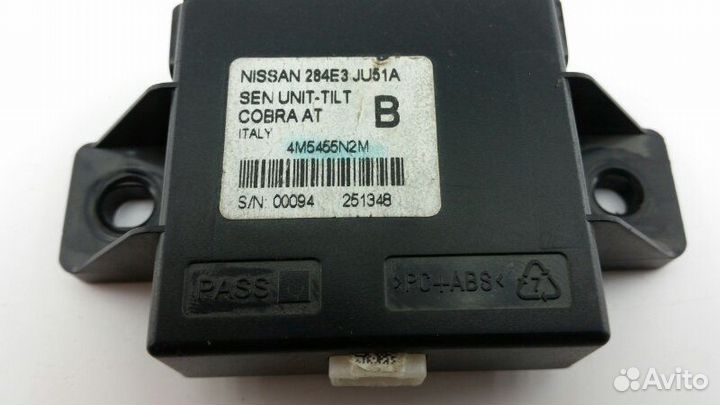 NISSAN 284E3 JU51A
SEN UNIT-TILT
COBRA AT B
ITALY
4M5455N2M
S/N: 00094 251348
PASS >PC+ABS< 7
Avito